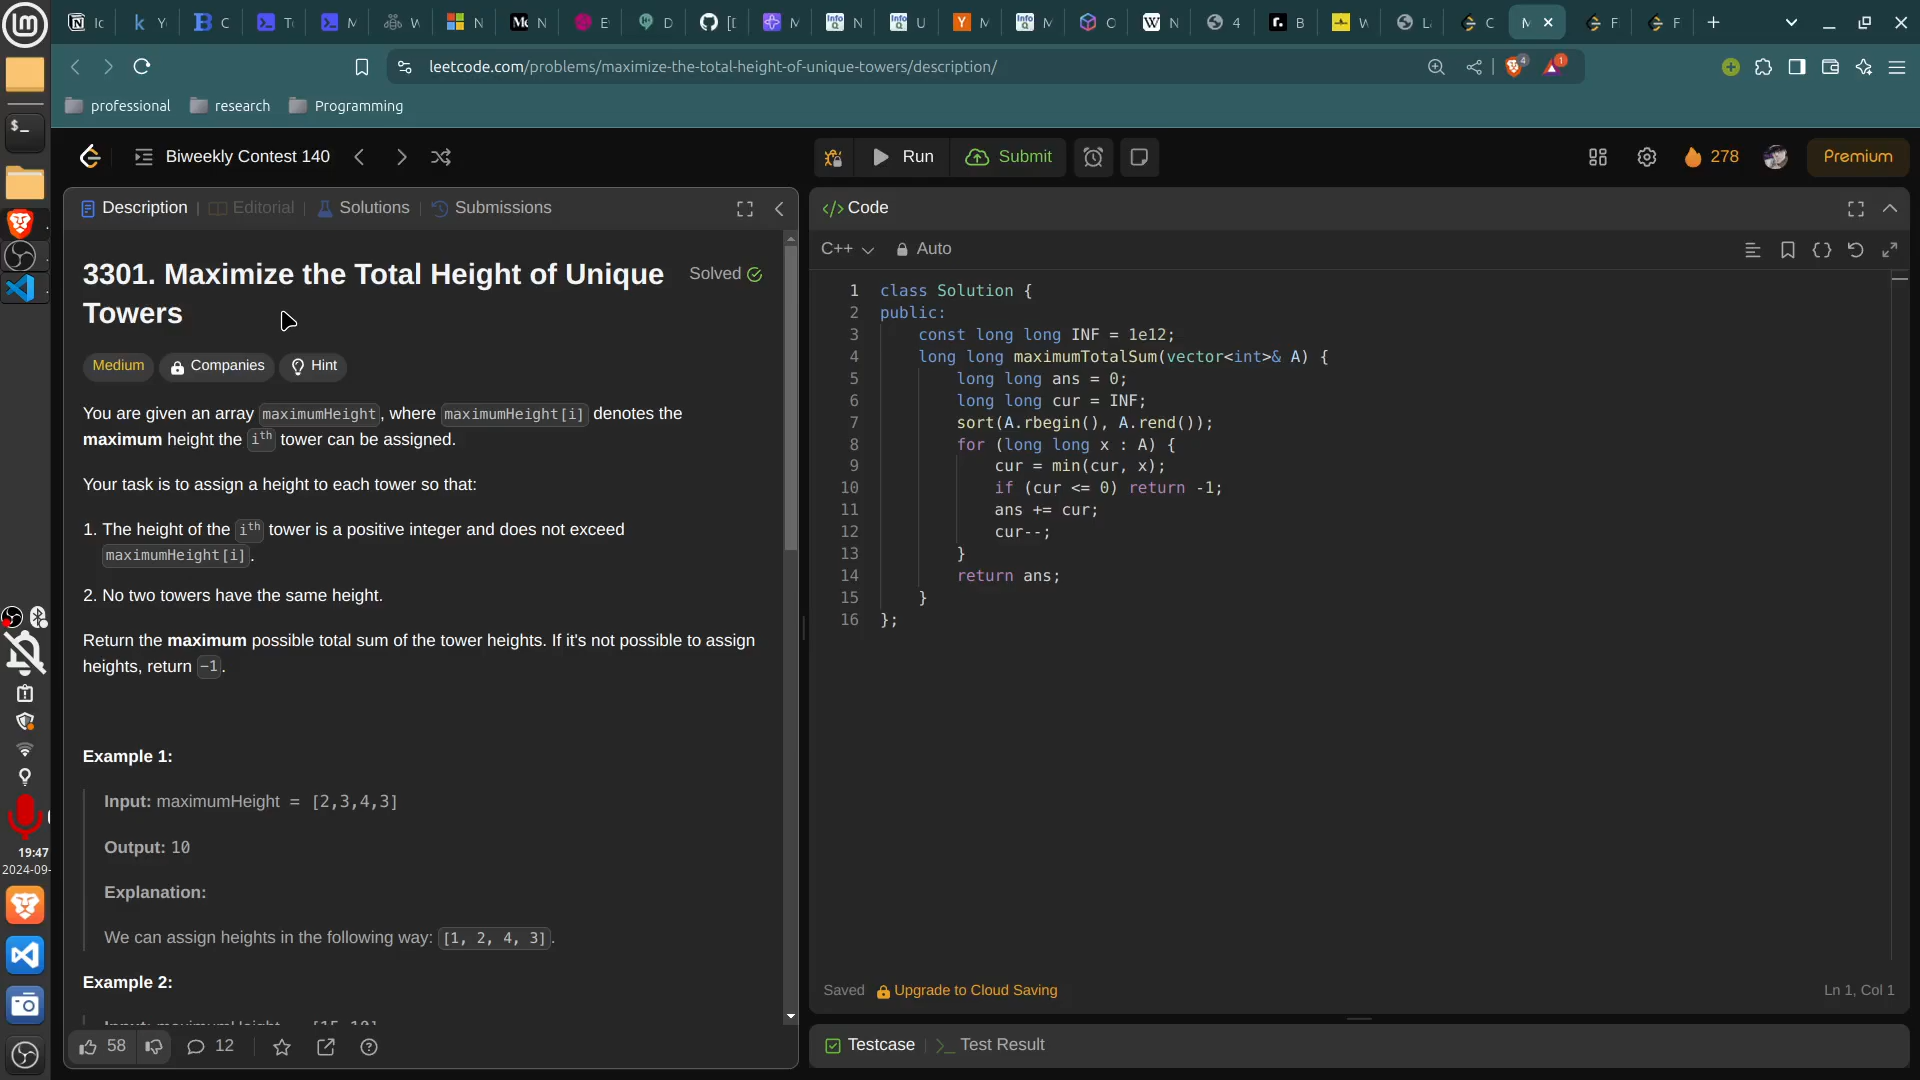 leetcode.com/problems/maximize-the-total-height-of-unique-towers/description/
4
1
professional
research
Programming
Biweekly Contest 140
Run
Submit
278
Premium
Description | Editorial | Solutions | Submissions
3301. Maximize the Total Height of Unique
Towers
Solved
Medium
Companies
Hint
You are given an array maximumHeight, where maximumHeight[i] denotes the
maximum height the ith tower can be assigned.
Your task is to assign a height to each tower so that:
1. The height of the ith tower is a positive integer and does not exceed
maximumHeight[i].
2. No two towers have the same height.
Return the maximum possible total sum of the tower heights. If it's not possible to assign
heights, return -1.
Example 1:
Input: maximumHeight = [2,3,4,3]
Output: 10
Explanation:
We can assign heights in the following way: [1, 2, 4, 3].
Example 2:
58
12
</> Code
C++
Auto
1 class Solution {
2 public:
3 const long long INF = 1e12;
4 long long maximumTotalSum(vector<int>& A) {
5 long long ans = 0;
6 long long cur = INF;
7 sort(A.rbegin(), A.rend());
8 for (long long x : A) {
9 cur = min(cur, x);
10 if (cur <= 0) return -1;
11 ans += cur;
12 cur--;
13 }
14 return ans;
15 }
16 };
Saved
Upgrade to Cloud Saving
Ln 1, Col 1
Testcase
Test Result
19:47
2024-09-